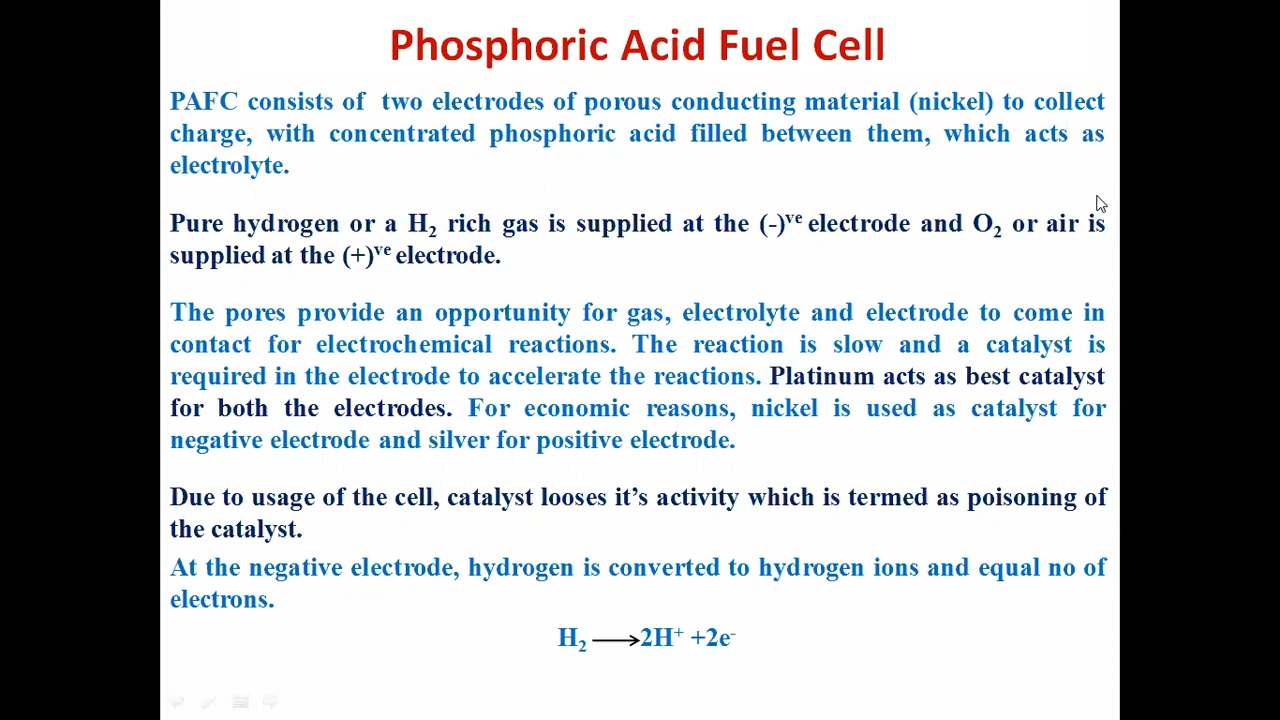 Phosphoric Acid Fuel Cell
PAFC consists of two electrodes of porous conducting material (nickel) to collect
charge, with concentrated phosphoric acid filled between them, which acts as
electrolyte.
Pure hydrogen or a H₂ rich gas is supplied at the (-)ᵛᵉ electrode and O₂ or air is
supplied at the (+)ᵛᵉ electrode.
The pores provide an opportunity for gas, electrolyte and electrode to come in
contact for electrochemical reactions. The reaction is slow and a catalyst is
required in the electrode to accelerate the reactions. Platinum acts as best catalyst
for both the electrodes. For economic reasons, nickel is used as catalyst for
negative electrode and silver for positive electrode.
Due to usage of the cell, catalyst looses it’s activity which is termed as poisoning of
the catalyst.
At the negative electrode, hydrogen is converted to hydrogen ions and equal no of
electrons.
H₂ ⟶2H⁺ +2e⁻